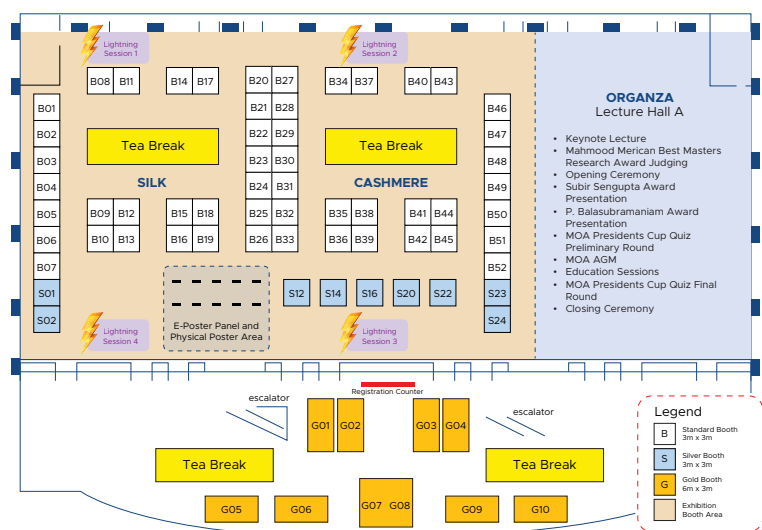 Lightning
Session 1
Lightning
Session 2
B08 B11
B14 B17
B20 B27
B34 B37
B40 B43
B01
B21 B28
B46
B02
B22 B29
B47
Tea Break
Tea Break
B03
B23 B30
B48
SILK
CASHMERE
B04
B24 B31
B49
B05
B09 B12
B15 B18
B25 B32
B35 B38
B41 B44
B50
B06
B10 B13
B16 B19
B26 B33
B36 B39
B42 B45
B51
B07
B52
S01
S12
S14
S16
S20
S22
S23
S02
S24
E-Poster Panel and
Physical Poster Area
Lightning
Session 4
Lightning
Session 3
ORGANZA
Lecture Hall A
• Keynote Lecture
• Mahmood Merican Best Masters
Research Award Judging
• Opening Ceremony
• Subir Sengupta Award
Presentation
• P. Balasubramaniam Award
Presentation
• MOA Presidents Cup Quiz
Preliminary Round
• MOA AGM
• Education Sessions
• MOA Presidents Cup Quiz Final
Round
• Closing Ceremony
Registration Counter
escalator
escalator
G01 G02
G03 G04
Tea Break
Tea Break
G05
G06
G07 G08
G09
G10
Legend
B
Standard Booth
3m x 3m
S
Silver Booth
3m x 3m
G
Gold Booth
6m x 3m
Exhibition
Booth Area